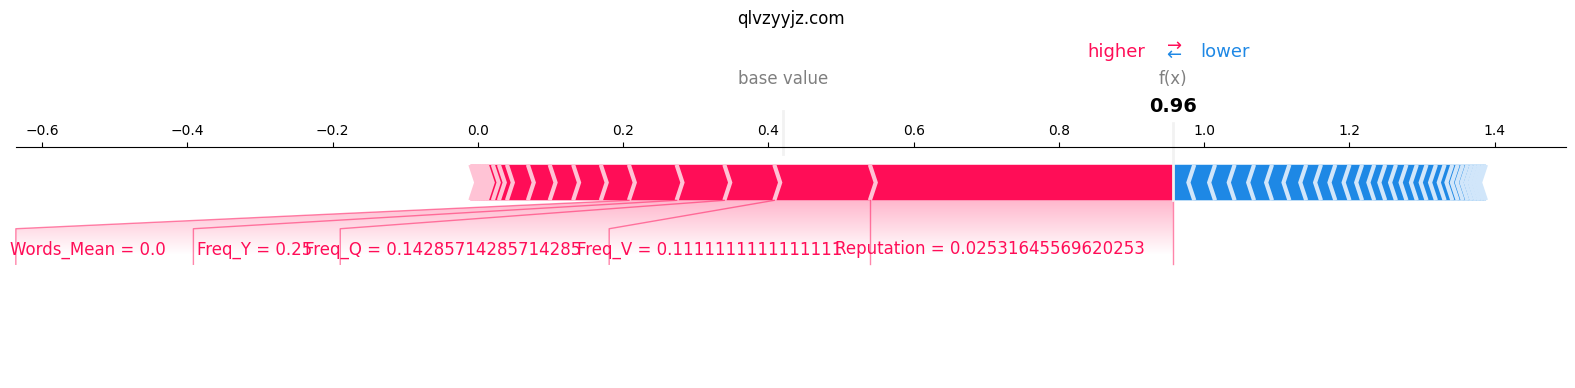 qlvzyyjz.com
higher ⇄ lower
base value f(x)
0.96
−0.6 −0.4 −0.2 0.0 0.2 0.4 0.6 0.8 1.0 1.2 1.4
Words_Mean = 0.0 Freq_Y = 0.25 Freq_Q = 0.14285714285714285 Freq_V = 0.1111111111111111 Reputation = 0.02531645569620253